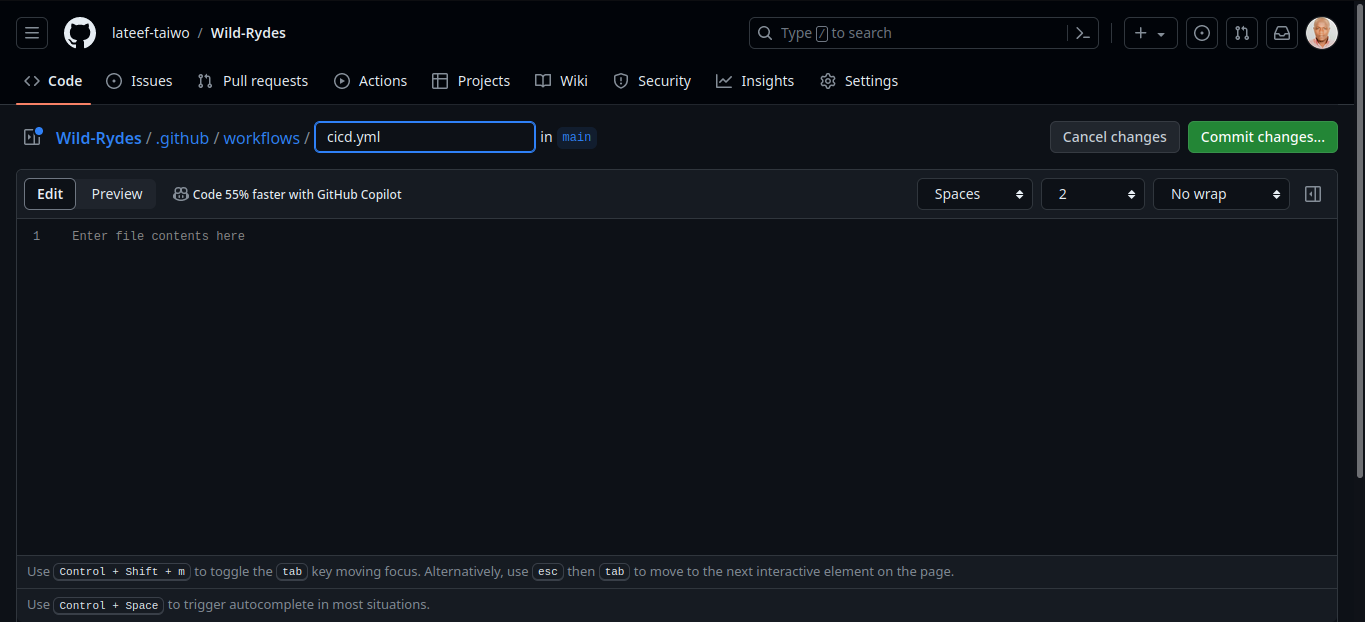 lateef-taiwo / Wild-Rydes Type / to search
Code Issues Pull requests Actions Projects Wiki Security Insights Settings
Wild-Rydes / .github / workflows / cicd.yml in main Cancel changes Commit changes...
Edit Preview Code 55% faster with GitHub Copilot Spaces 2 No wrap
1 Enter file contents here
Use Control + Shift + m to toggle the tab key moving focus. Alternatively, use esc then tab to move to the next interactive element on the page.
Use Control + Space to trigger autocomplete in most situations.